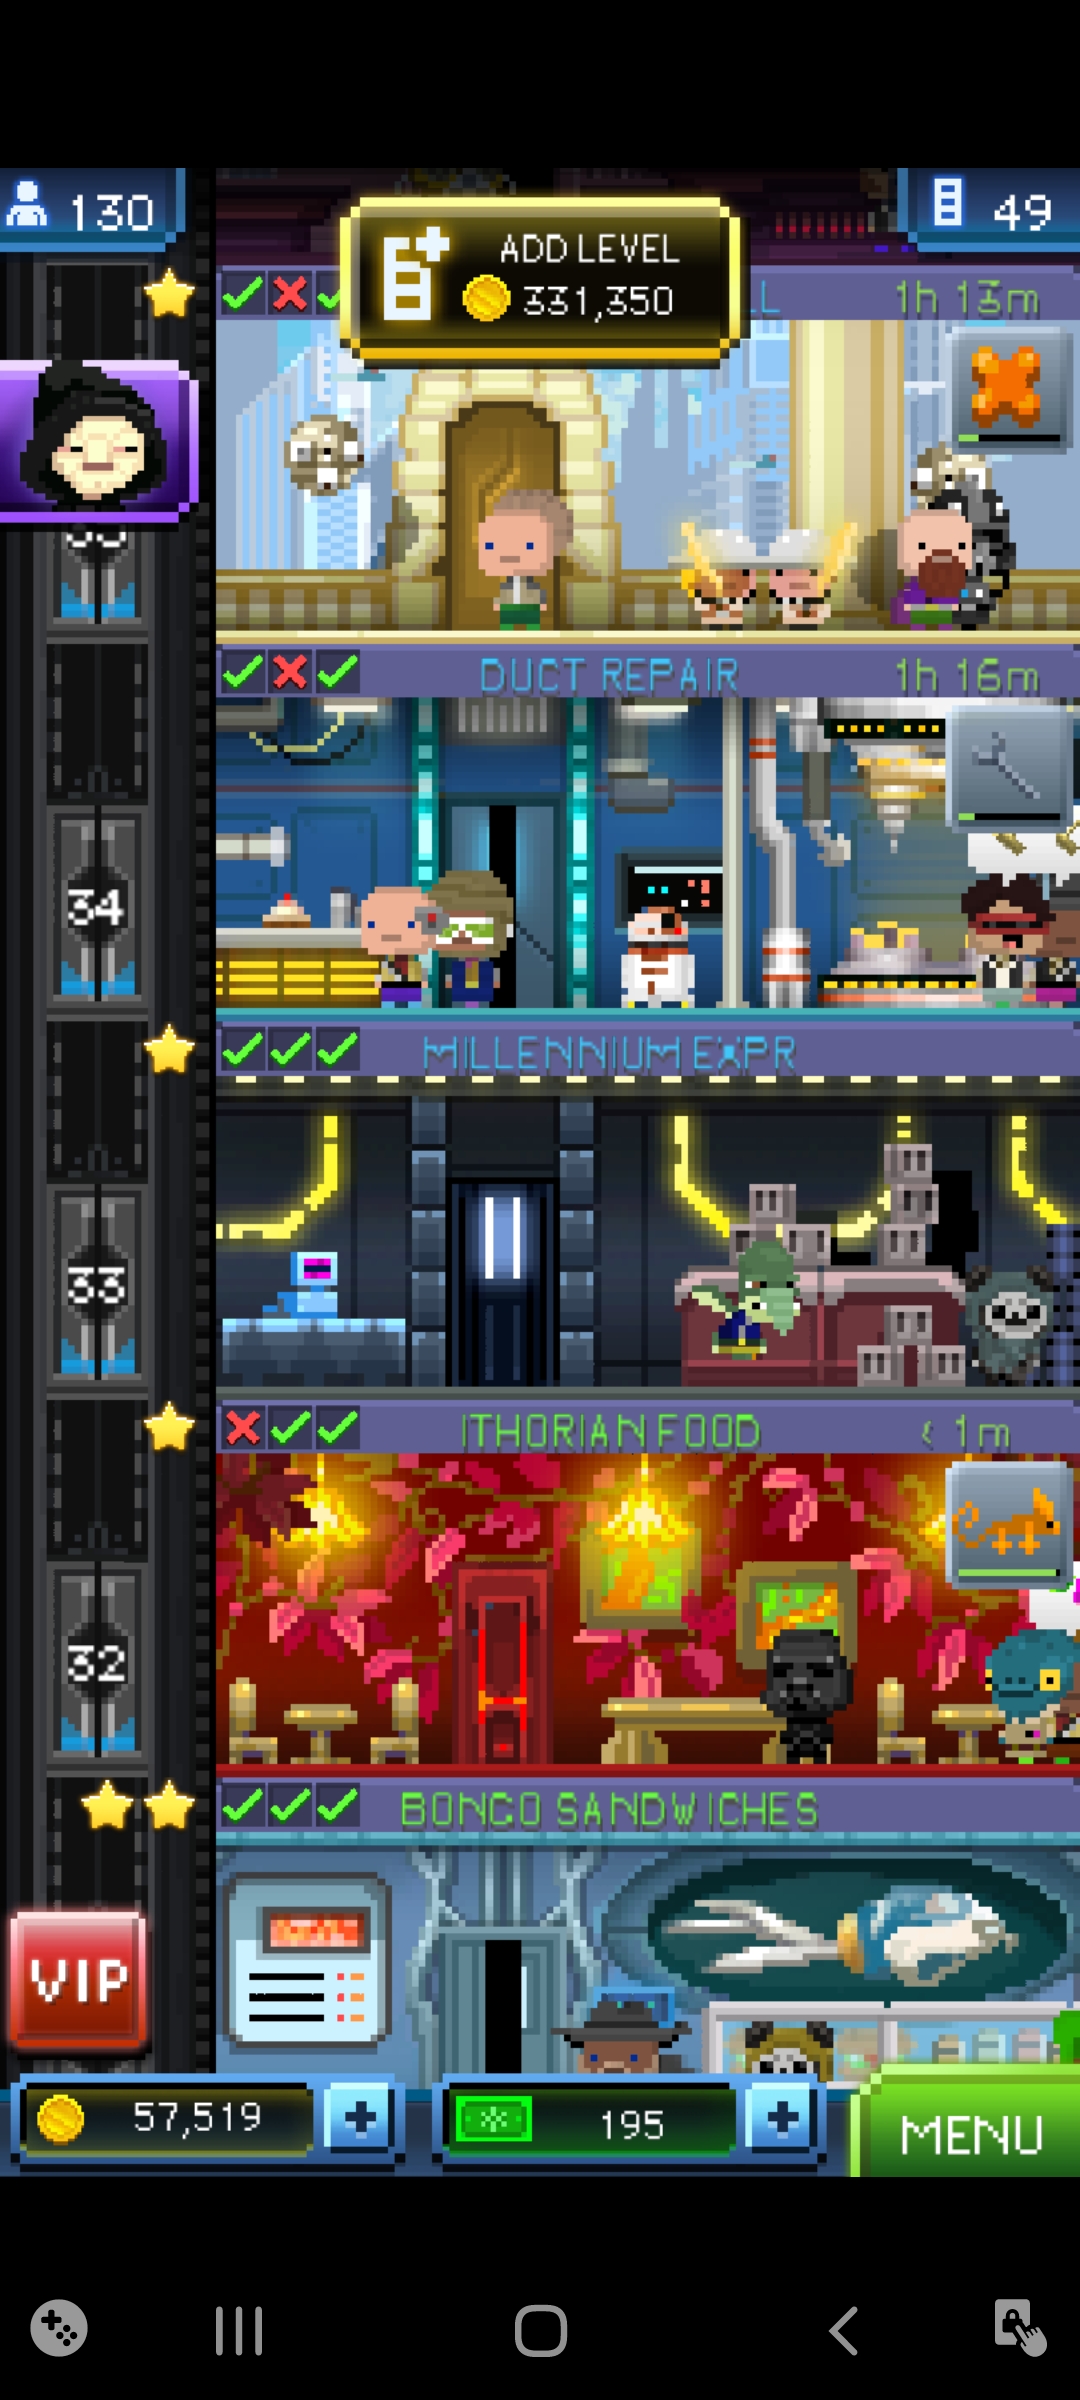 130
ADD LEVEL
331,350
49
1h 13m
DUCT REPAIR
1h 16m
34
MILLENNIUM EXPR
33
ITHORIAN FOOD
< 1m
32
BONGO SANDWICHES
VIP
57,519
195
MENU